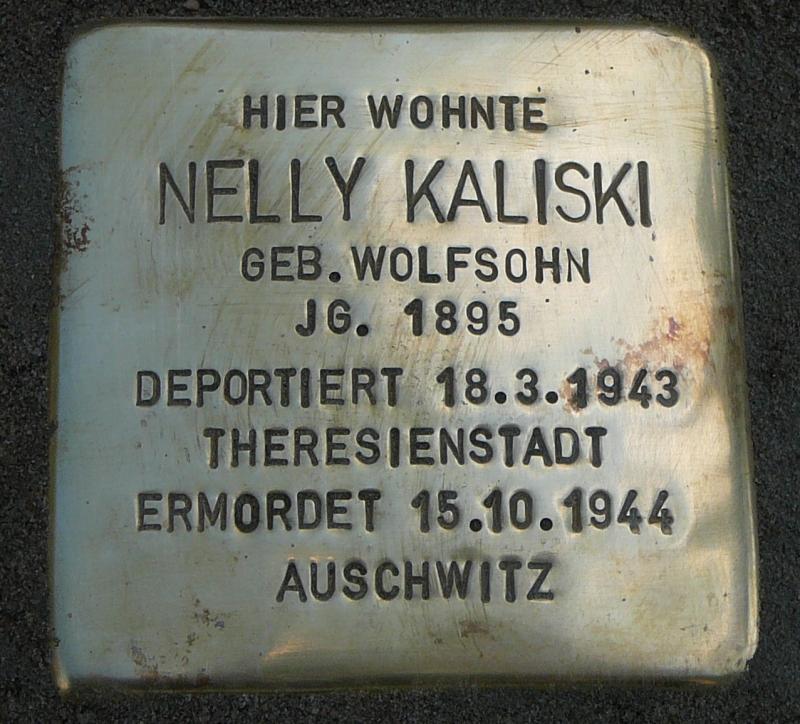 HIER WOHNTE
NELLY KALISKI
GEB. WOLFSOHN
JG. 1895
DEPORTIERT 18.3.1943
THERESIENSTADT
ERMORDET 15.10.1944
AUSCHWITZ